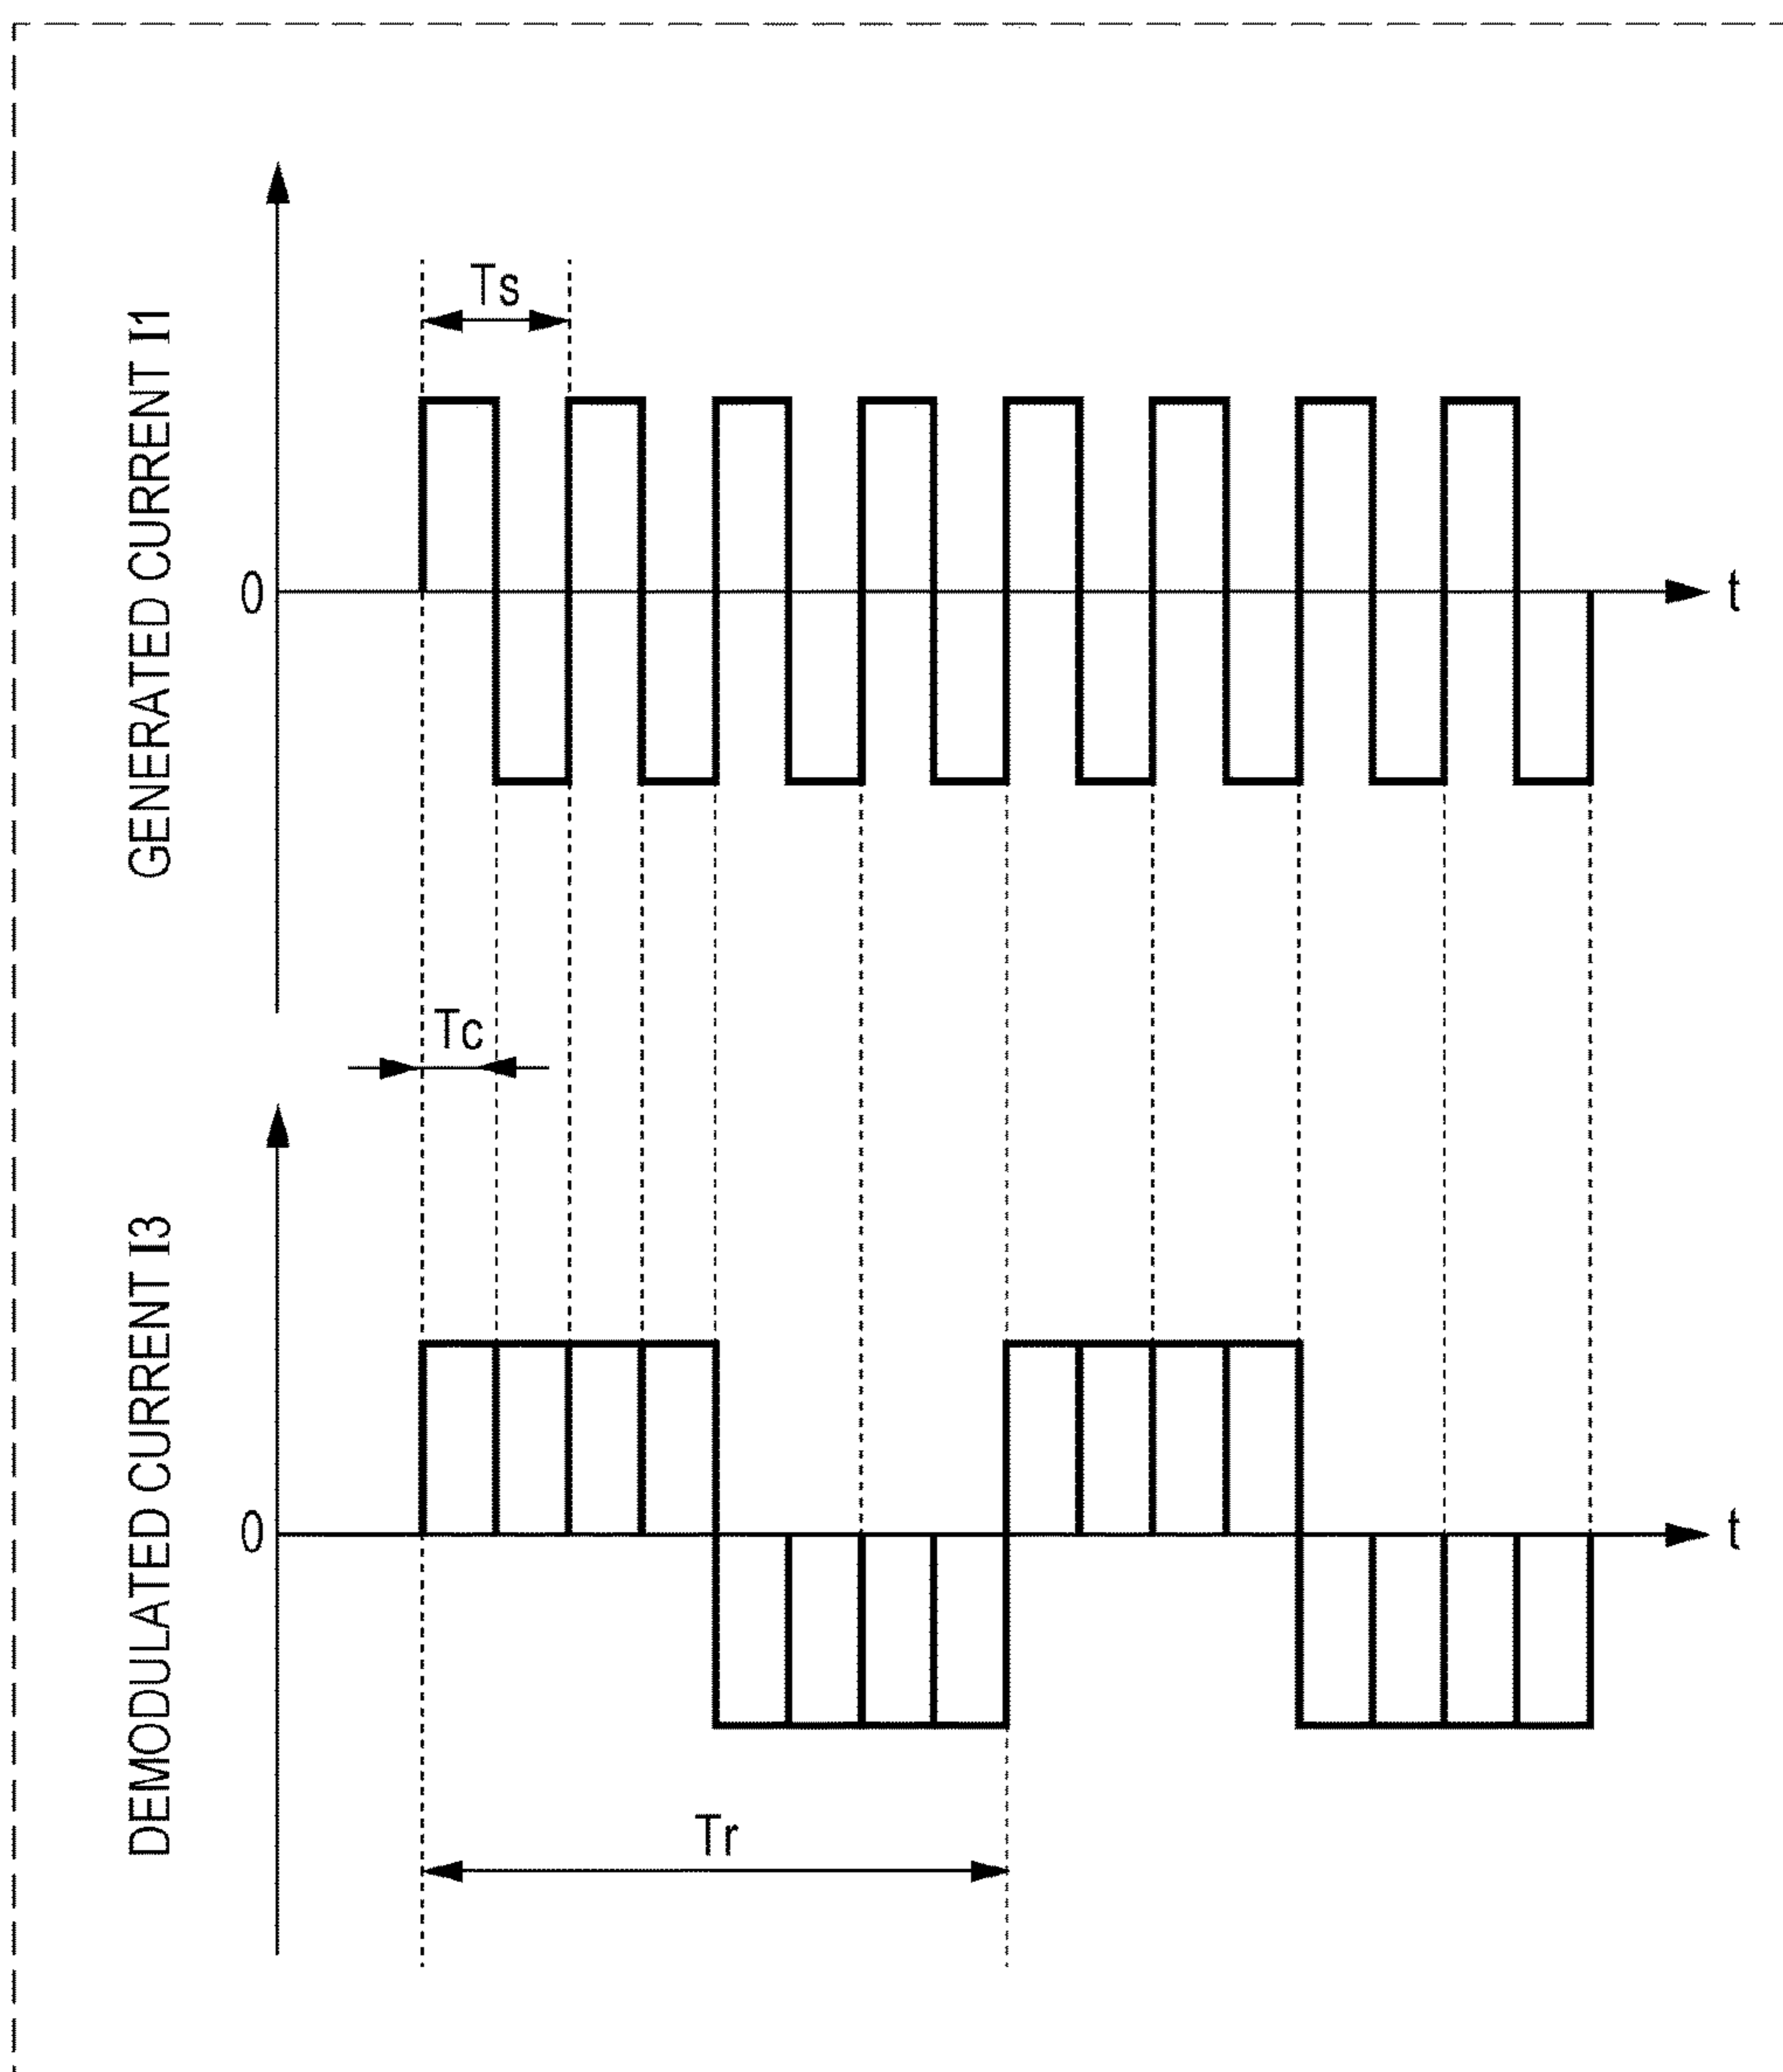 GENERATED CURRENT I1
Ts
0
t
Tc
DEMODULATED CURRENT I3
0
t
Tr